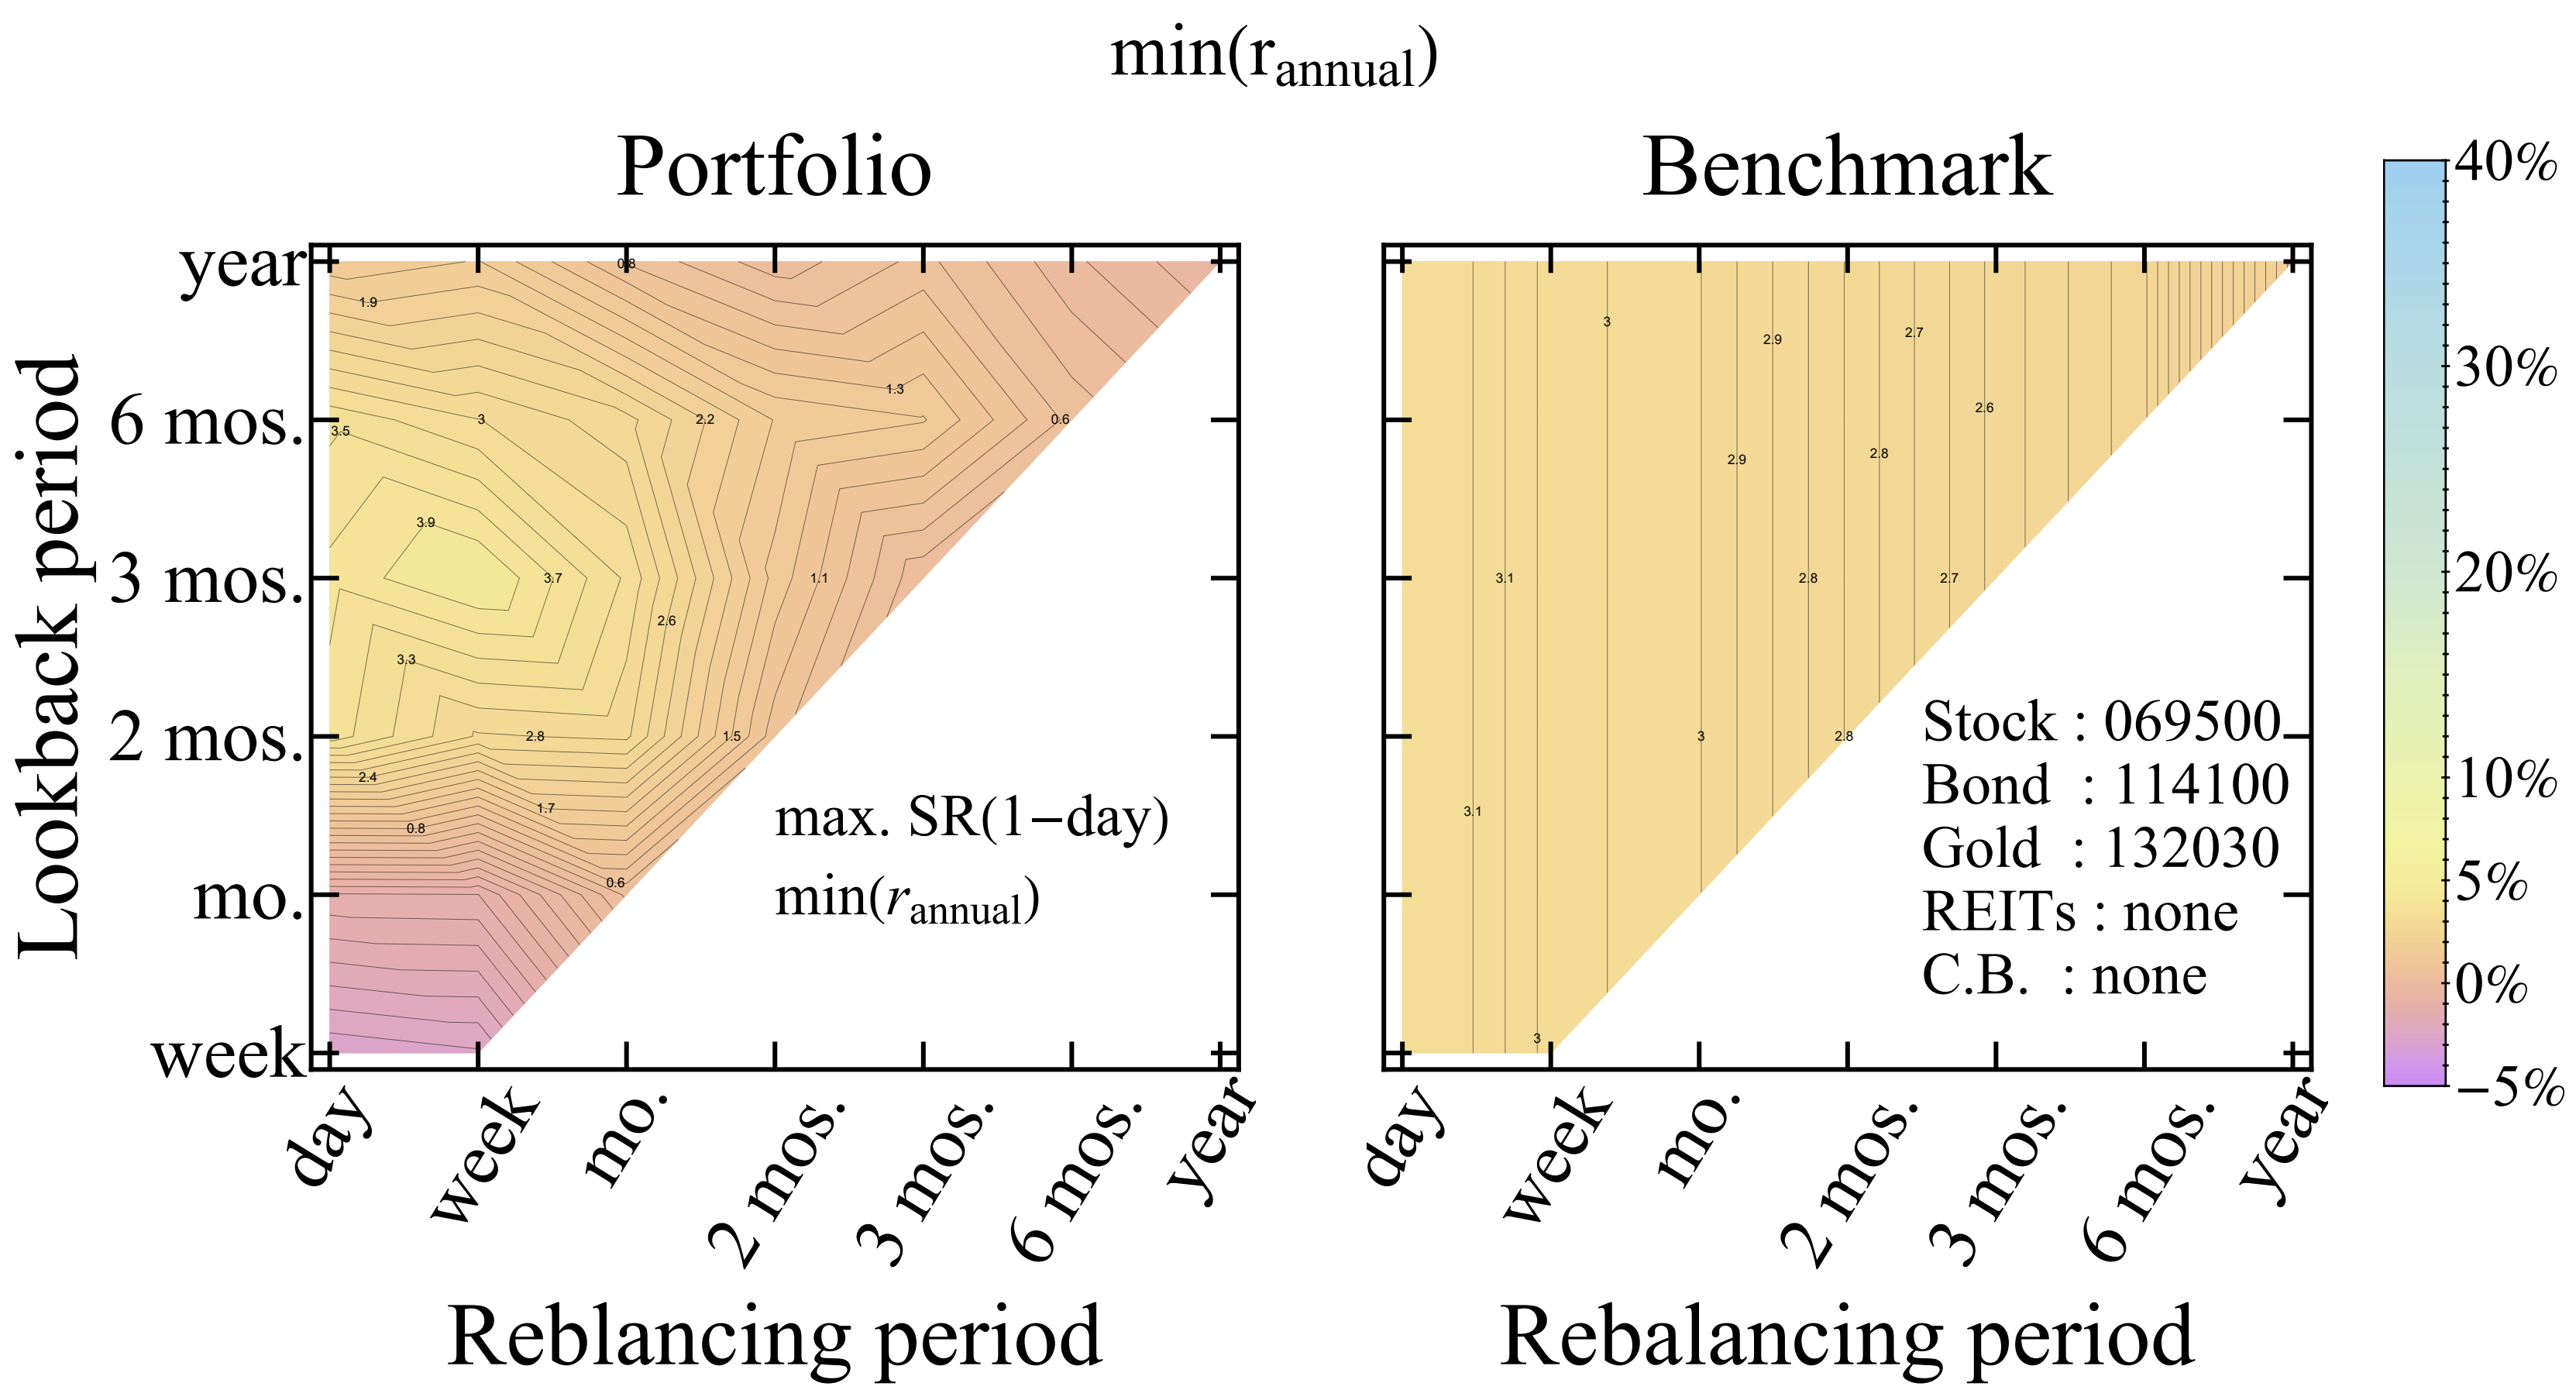 min(r_annual)
Portfolio
Benchmark
Lookback period
year
6 mos.
3 mos.
2 mos.
mo.
week
0.8
1.9
1.3
3
2.2
0.6
3.5
3.9
3.7
1.1
2.6
3.3
2.8
1.5
2.4
1.7
0.8
0.6
max. SR(1−day)
min(r_annual)
day
week
mo.
2 mos.
3 mos.
6 mos.
year
Reblancing period
3
2.9
2.7
2.6
2.9
2.8
3.1
2.8
2.7
3
2.8
3.1
3
Stock : 069500
Bond : 114100
Gold : 132030
REITs : none
C.B. : none
day
week
mo.
2 mos.
3 mos.
6 mos.
year
Rebalancing period
40%
30%
20%
10%
5%
0%
−5%